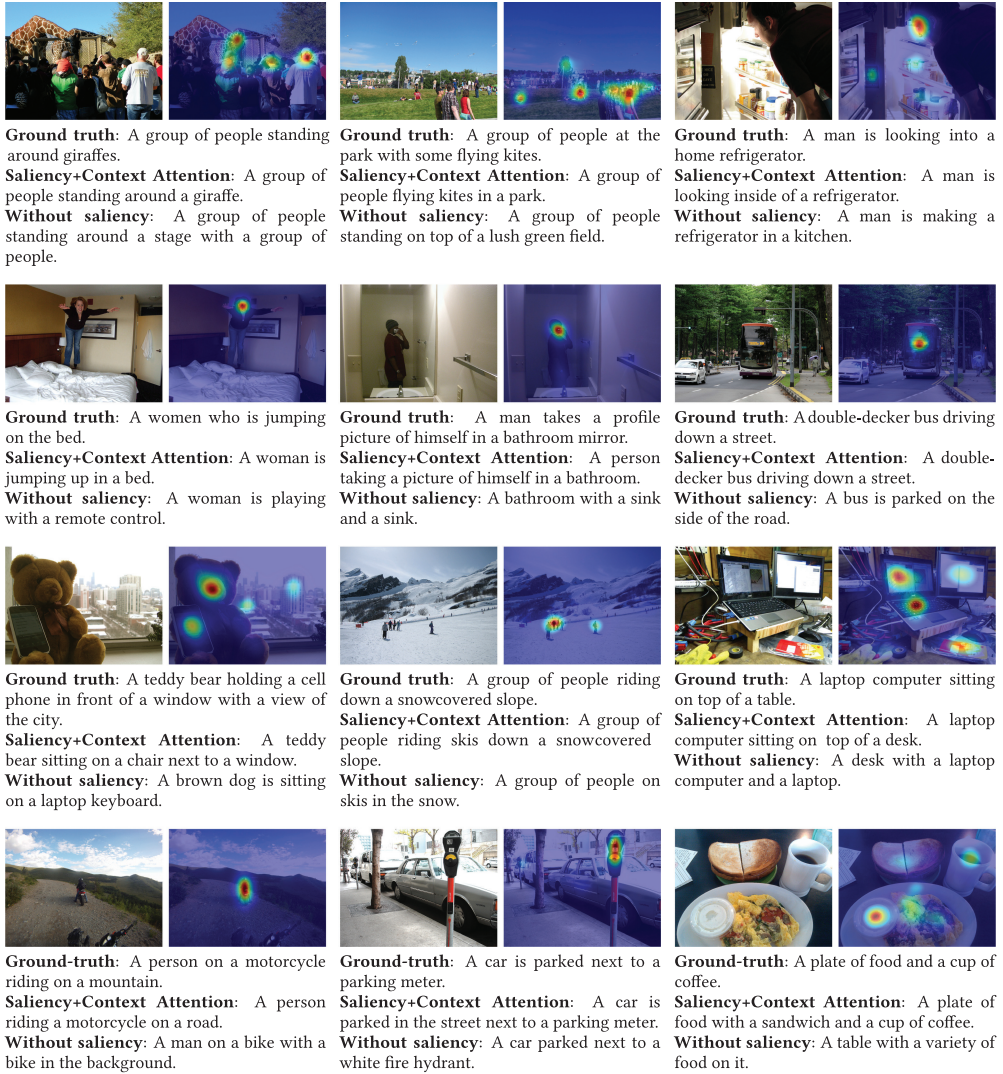 Ground truth: A group of people standing
around giraffes.
Saliency+Context Attention: A group of
people standing around a giraffe.
Without saliency: A group of people
standing around a stage with a group of
people.
Ground truth: A group of people at the
park with some flying kites.
Saliency+Context Attention: A group of
people flying kites in a park.
Without saliency: A group of people
standing on top of a lush green field.
Ground truth: A man is looking into a
home refrigerator.
Saliency+Context Attention: A man is
looking inside of a refrigerator.
Without saliency: A man is making a
refrigerator in a kitchen.
Ground truth: A women who is jumping
on the bed.
Saliency+Context Attention: A woman is
jumping up in a bed.
Without saliency: A woman is playing
with a remote control.
Ground truth: A man takes a profile
picture of himself in a bathroom mirror.
Saliency+Context Attention: A person
taking a picture of himself in a bathroom.
Without saliency: A bathroom with a sink
and a sink.
Ground truth: A double-decker bus driving
down a street.
Saliency+Context Attention: A double-
decker bus driving down a street.
Without saliency: A bus is parked on the
side of the road.
Ground truth: A teddy bear holding a cell
phone in front of a window with a view of
the city.
Saliency+Context Attention: A teddy
bear sitting on a chair next to a window.
Without saliency: A brown dog is sitting
on a laptop keyboard.
Ground truth: A group of people riding
down a snowcovered slope.
Saliency+Context Attention: A group of
people riding skis down a snowcovered
slope.
Without saliency: A group of people on
skis in the snow.
Ground truth: A laptop computer sitting
on top of a table.
Saliency+Context Attention: A laptop
computer sitting on top of a desk.
Without saliency: A desk with a laptop
computer and a laptop.
Ground-truth: A person on a motorcycle
riding on a mountain.
Saliency+Context Attention: A person
riding a motorcycle on a road.
Without saliency: A man on a bike with a
bike in the background.
Ground-truth: A car is parked next to a
parking meter.
Saliency+Context Attention: A car is
parked in the street next to a parking meter.
Without saliency: A car parked next to a
white fire hydrant.
Ground-truth: A plate of food and a cup of
coffee.
Saliency+Context Attention: A plate of
food with a sandwich and a cup of coffee.
Without saliency: A table with a variety of
food on it.